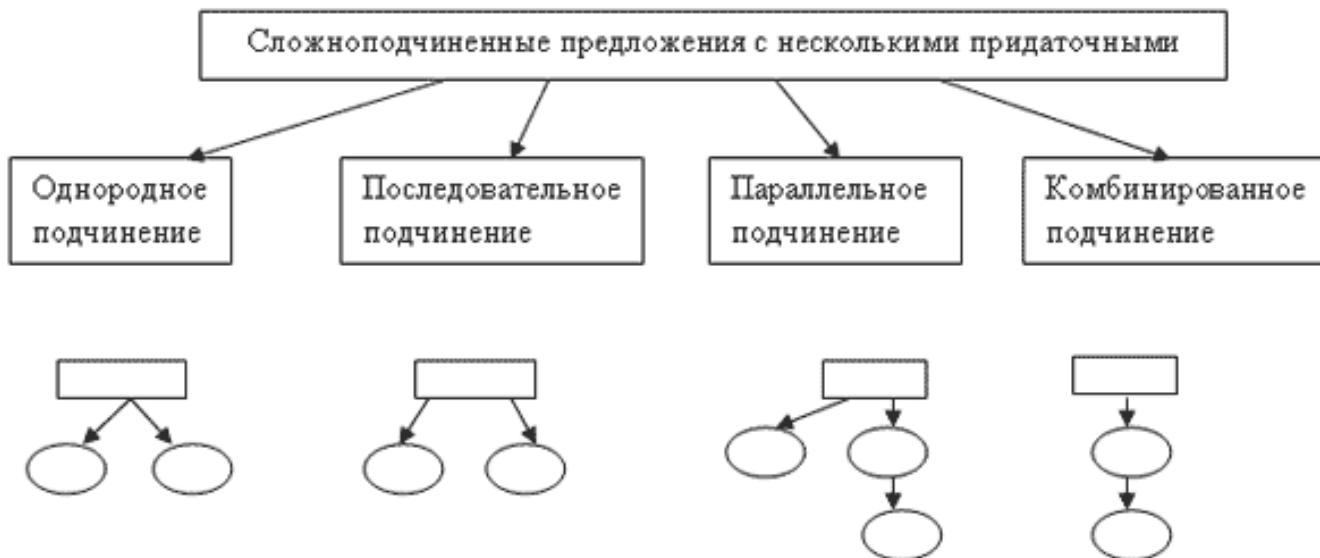 Сложноподчиненные предложения с несколькими придаточными
Однородное
подчинение
Последовательное
подчинение
Параллельное
подчинение
Комбинированное
подчинение